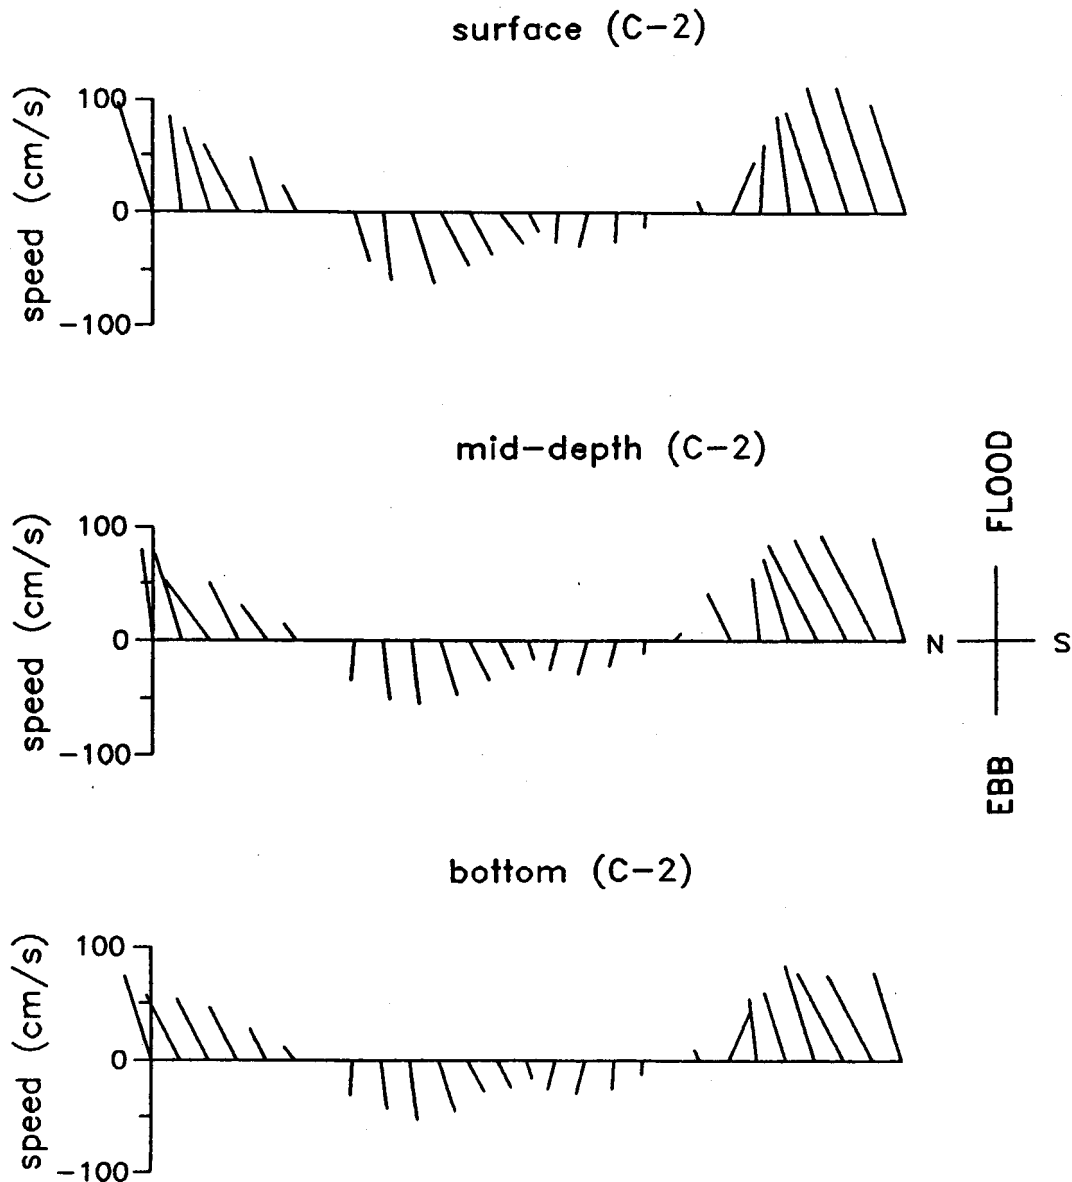 surface (C-2)
speed (cm/s)
100
0
-100
mid-depth (C-2)
speed (cm/s)
100
0
-100
FLOOD
N
S
EBB
bottom (C-2)
speed (cm/s)
100
0
-100